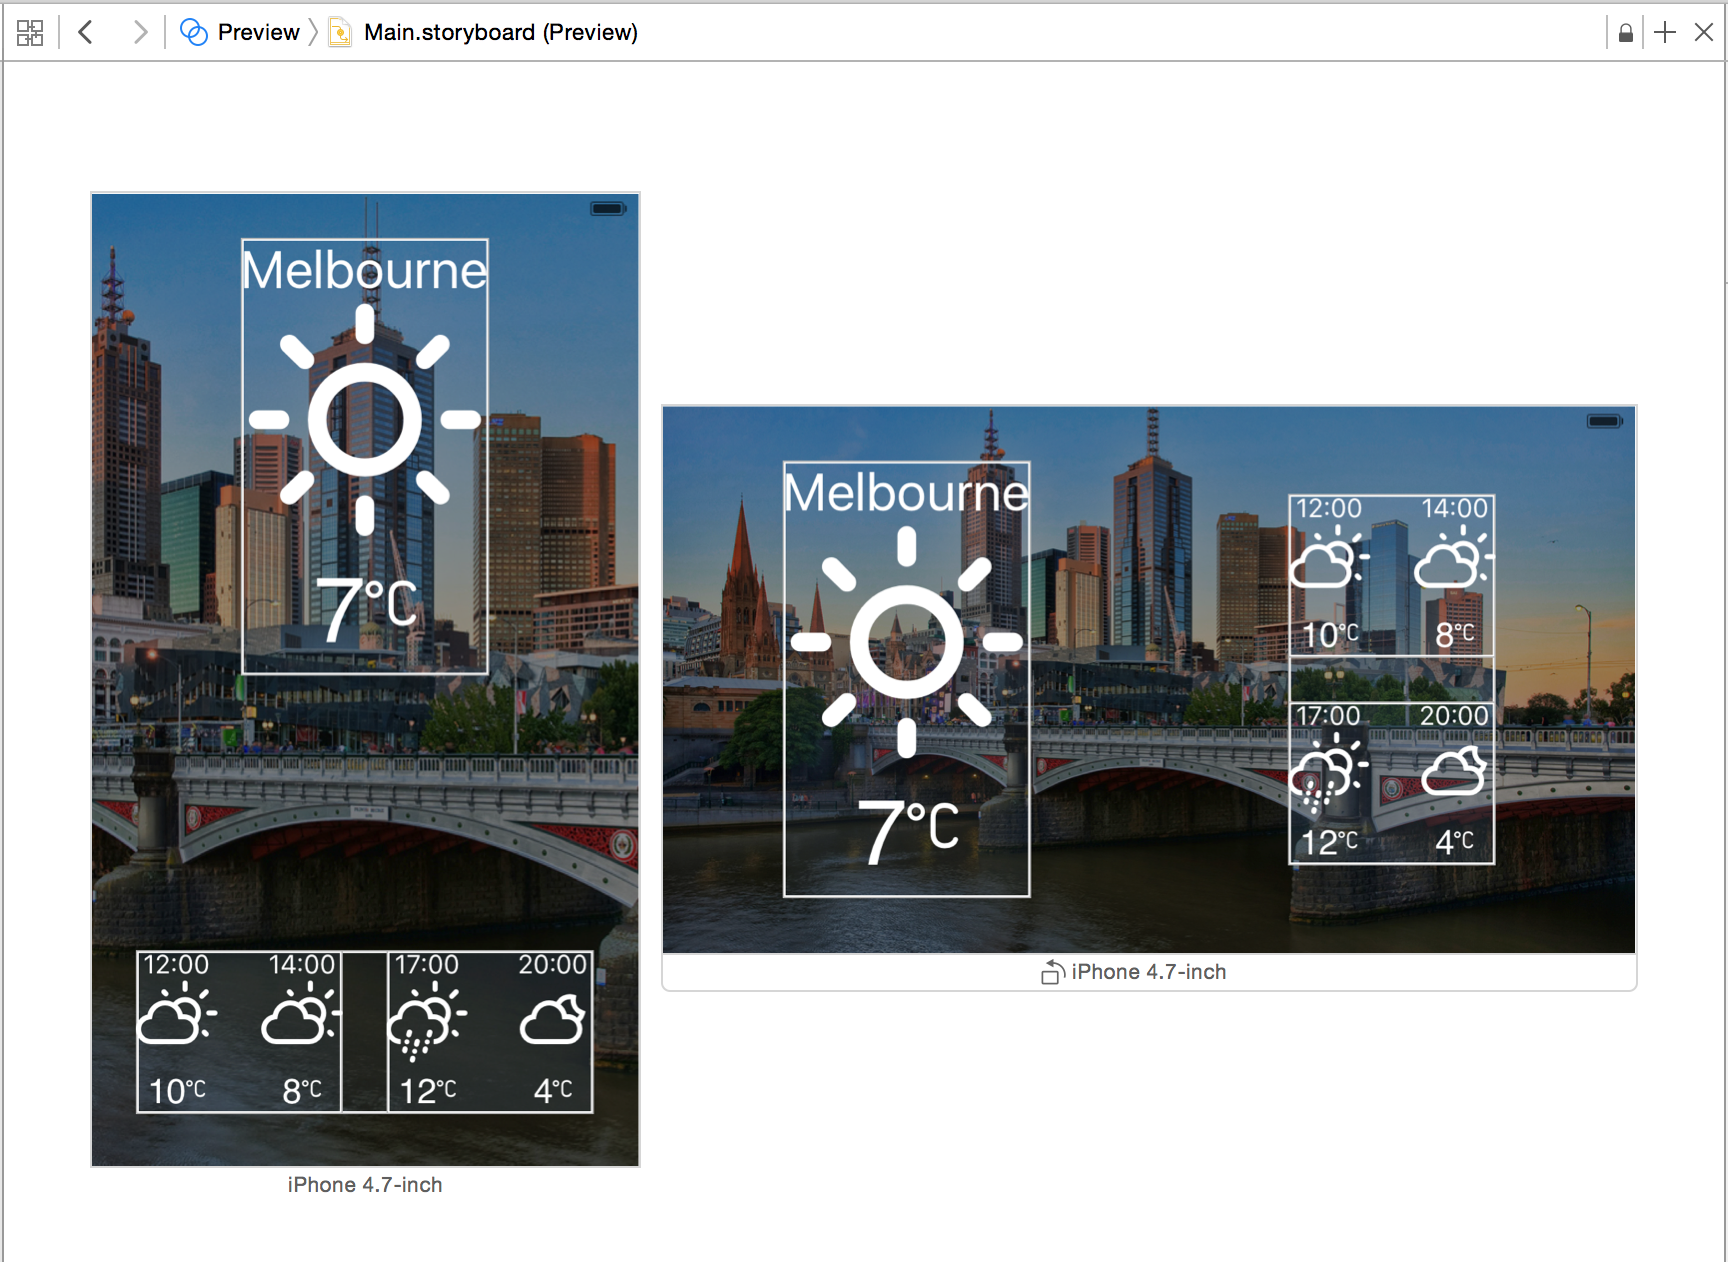 Preview Main.storyboard (Preview)
Melbourne
7°C
12:00 14:00 17:00 20:00
10°C 8°C 12°C 4°C
iPhone 4.7-inch
Melbourne
7°C
12:00 14:00
10°C 8°C
17:00 20:00
12°C 4°C
iPhone 4.7-inch